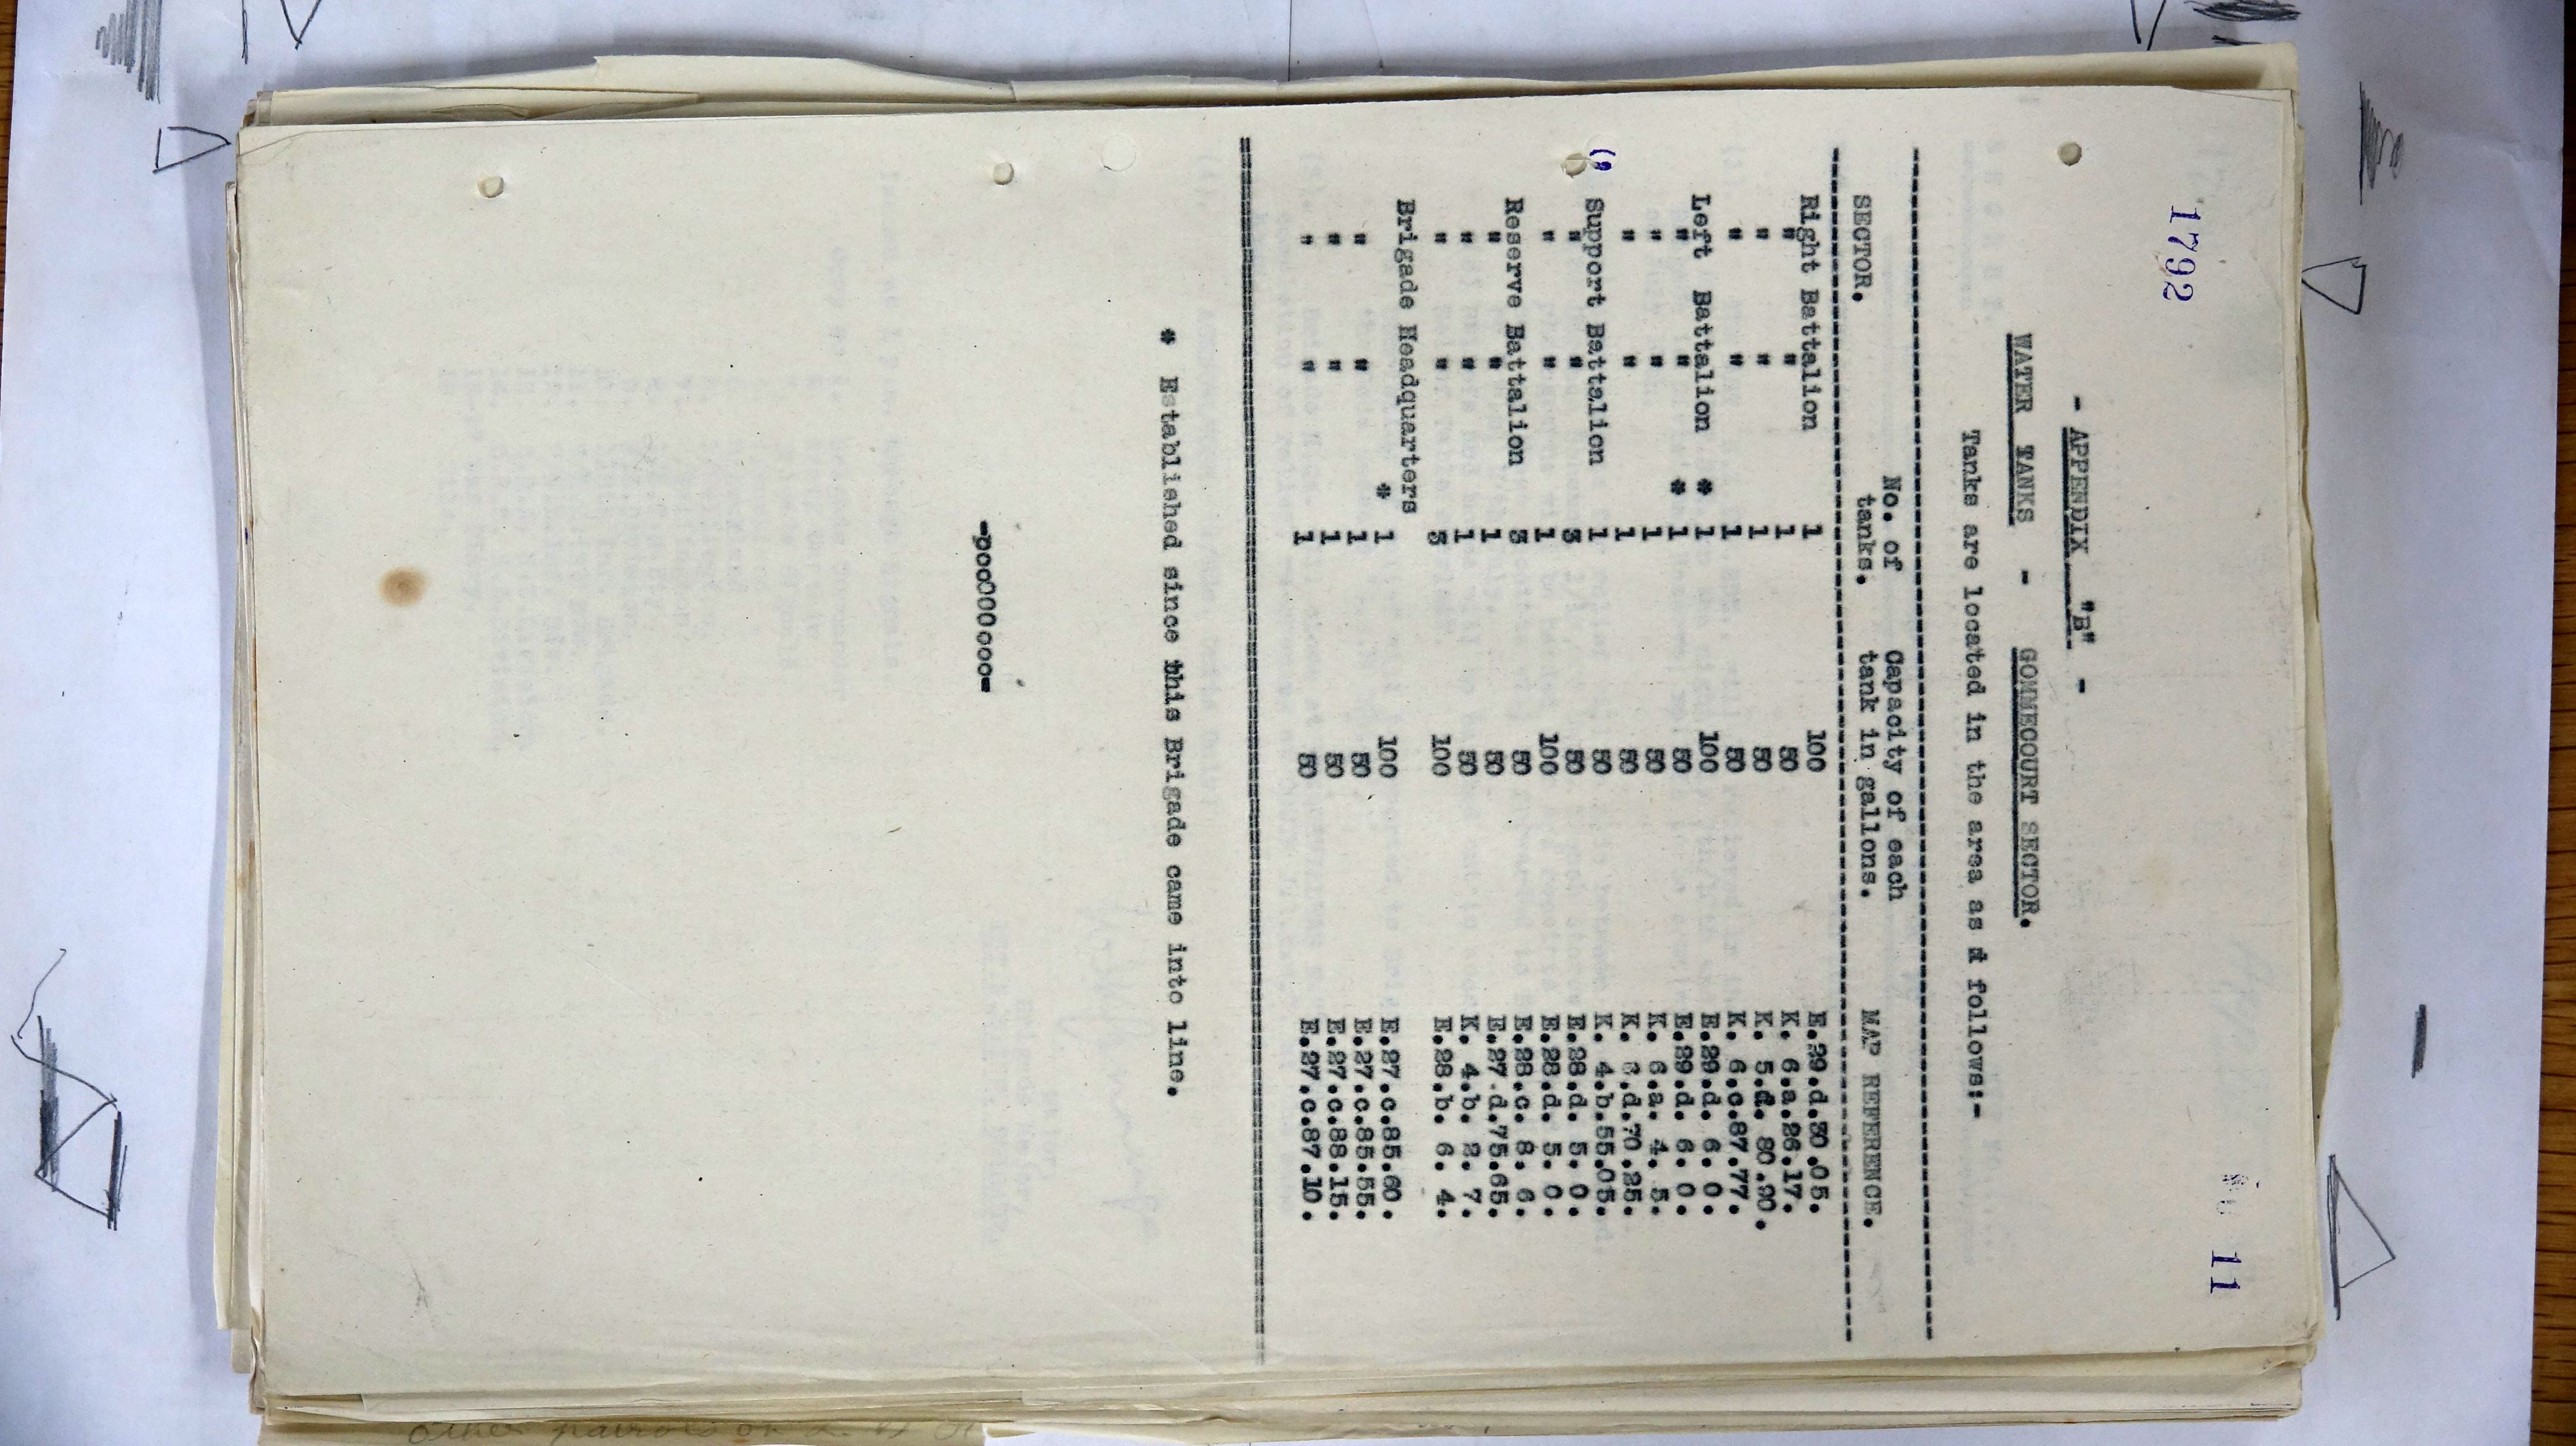 1792
11
- APPENDIX "B" -
WATER TANKS - GOMMECOURT SECTOR.
Tanks are located in the area as follows:-
No. of Capacity of each
SECTOR. tanks. tank in gallons. MAP REFERENCE.
Right Battalion 1 100 E.29.d.30.05.
" " 1 50 K. 6.a.26.17.
" " 1 50 K. 5.d. 80.90.
" " 1 50 K. 6.c.87.77.
Left Battalion * 1 100 E.29.d. 6. 0.
" " * 1 50 E.29.d. 6. 0.
" " 1 50 K. 6.a. 4. 5.
" " 1 50 K. 3.d.70.25.
Support Battalion 1 50 K. 4.b.55.05.
" " 3 50 E.28.d. 5. 0.
" " 1 100 E.28.d. 5. 0.
Reserve Battalion 5 50 E.28.c. 8. 6.
" " 1 50 E.27.d.75.65.
" " 1 50 K. 4.b. 2. 7.
" " 5 100 E.28.b. 6. 4.
Brigade Headquarters
* 1 100 E.27.c.85.60.
" " 1 50 E.27.c.85.55.
" " 1 50 E.27.c.88.15.
" " 1 50 E.27.c.87.10.
* Established since this Brigade came into line.
-ooo000ooo-